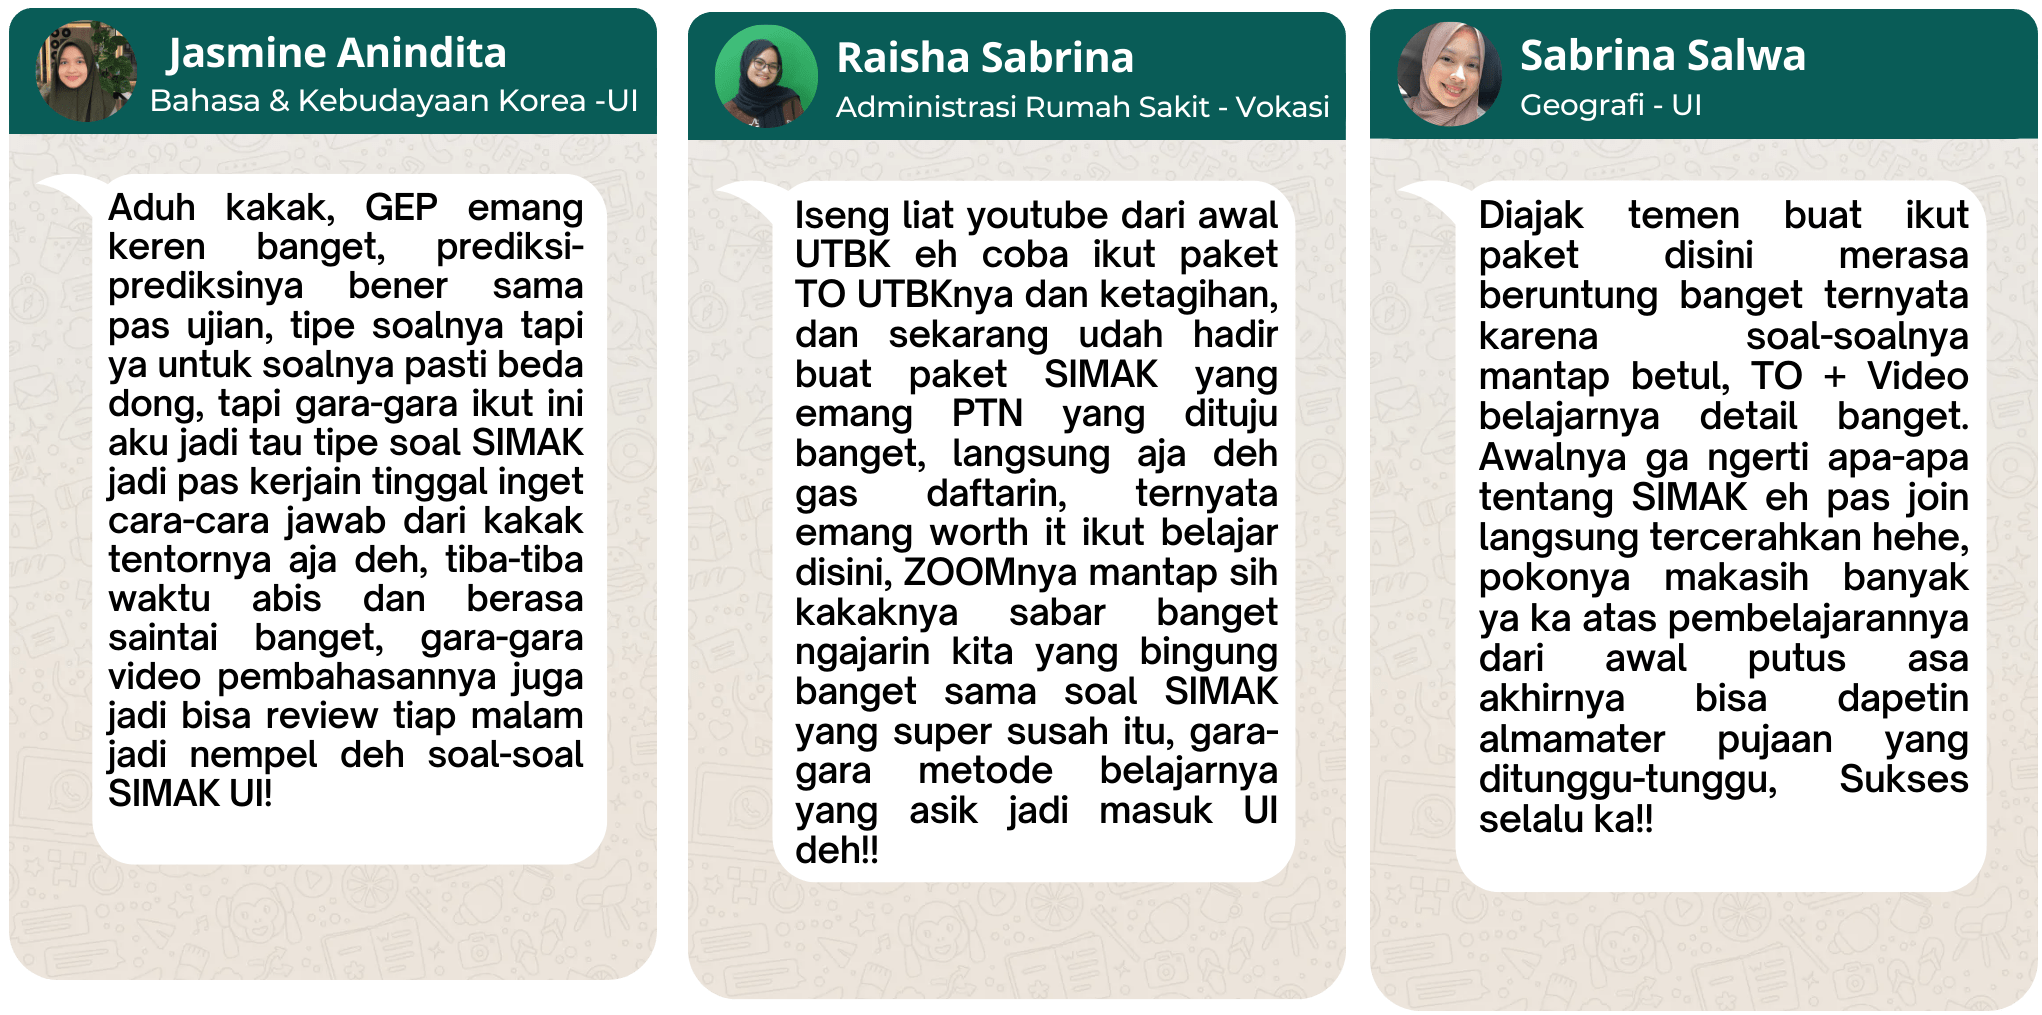 Jasmine Anindita
Bahasa & Kebudayaan Korea -UI
Aduh kakak, GEP emang
keren banget, prediksi-
prediksinya bener sama
pas ujian, tipe soalnya tapi
ya untuk soalnya pasti beda
dong, tapi gara-gara ikut ini
aku jadi tau tipe soal SIMAK
jadi pas kerjain tinggal inget
cara-cara jawab dari kakak
tentornya aja deh, tiba-tiba
waktu abis dan berasa
saintai banget, gara-gara
video pembahasannya juga
jadi bisa review tiap malam
jadi nempel deh soal-soal
SIMAK UI!
Raisha Sabrina
Administrasi Rumah Sakit - Vokasi
Iseng liat youtube dari awal
UTBK eh coba ikut paket
TO UTBKnya dan ketagihan,
dan sekarang udah hadir
buat paket SIMAK yang
emang PTN yang dituju
banget, langsung aja deh
gas daftarin, ternyata
emang worth it ikut belajar
disini, ZOOMnya mantap sih
kakaknya sabar banget
ngajarin kita yang bingung
banget sama soal SIMAK
yang super susah itu, gara-
gara metode belajarnya
yang asik jadi masuk UI
deh!!
Sabrina Salwa
Geografi - UI
Diajak temen buat ikut
paket disini merasa
beruntung banget ternyata
karena soal-soalnya
mantap betul, TO + Video
belajarnya detail banget.
Awalnya ga ngerti apa-apa
tentang SIMAK eh pas join
langsung tercerahkan hehe,
pokonya makasih banyak
ya ka atas pembelajarannya
dari awal putus asa
akhirnya bisa dapetin
almamater pujaan yang
ditunggu-tunggu, Sukses
selalu ka!!